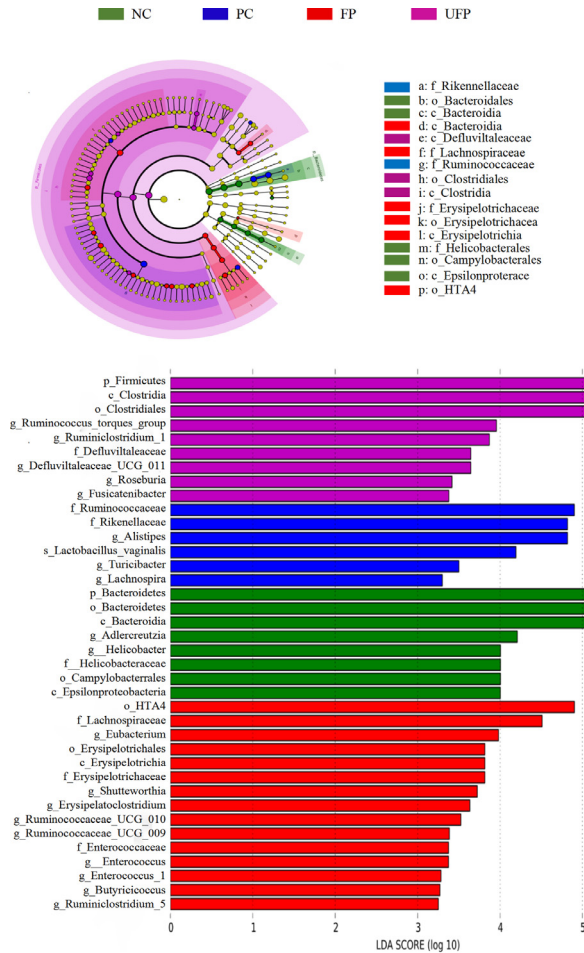 NC PC FP UFP
a: f_Rikennellaceae
b: o_Bacteroidales
c: c_Bacteroidia
d: c_Bacteroidia
e: c_Defluviltaleaceae
f: f_Lachnospiraceae
g: f_Ruminococcaceae
h: o_Clostridiales
i: c_Clostridia
j: f_Erysipelotrichaceae
k: o_Erysipelotrichacea
l: c_Erysipelotrichia
m: f_Helicobacterales
n: o_Campylobacterales
o: c_Epsilonproterace
p: o_HTA4
p_Firmicutes
c_Clostridia
o_Clostridiales
g_Ruminococcus_torques_group
g_Ruminiclostridium_1
f_Defluviltaleaceae
g_Defluviltaleaceae_UCG_011
g_Roseburia
g_Fusicatenibacter
f_Ruminococcaceae
f_Rikenellaceae
g_Alistipes
s_Lactobacillus_vaginalis
g_Turicibacter
g_Lachnospira
p_Bacteroidetes
o_Bacteroidetes
c_Bacteroidia
g_Adlercreutzia
g__Helicobacter
f__Helicobacteraceae
o_Campylobacterrales
c_Epsilonproteobacteria
o_HTA4
f_Lachnospiraceae
g_Eubacterium
o_Erysipelotrichales
c_Erysipelotrichia
f_Erysipelotrichaceae
g_Shutteworthia
g_Erysipelatoclostridium
g_Ruminococcaceae_UCG_010
g_Ruminococcaceae_UCG_009
f_Enterococcaceae
g__Enterococcus
g_Enterococcus_1
g_Butyricicoccus
g_Ruminiclostridium_5
0 1 2 3 4 5
LDA SCORE (log 10)